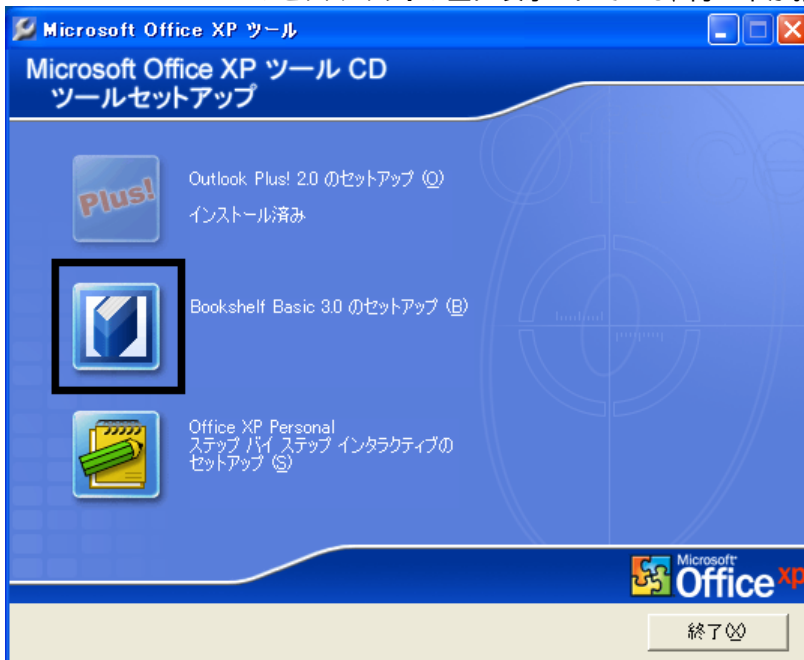 Microsoft Office XP ツール
Microsoft Office XP ツール CD
ツールセットアップ
Plus!
Outlook Plus! 2.0 のセットアップ (O)
インストール済み
Bookshelf Basic 3.0 のセットアップ (B)
Office XP Personal
ステップ バイ ステップ インタラクティブの
セットアップ (S)
Office
Microsoft
Office xp
終了(X)